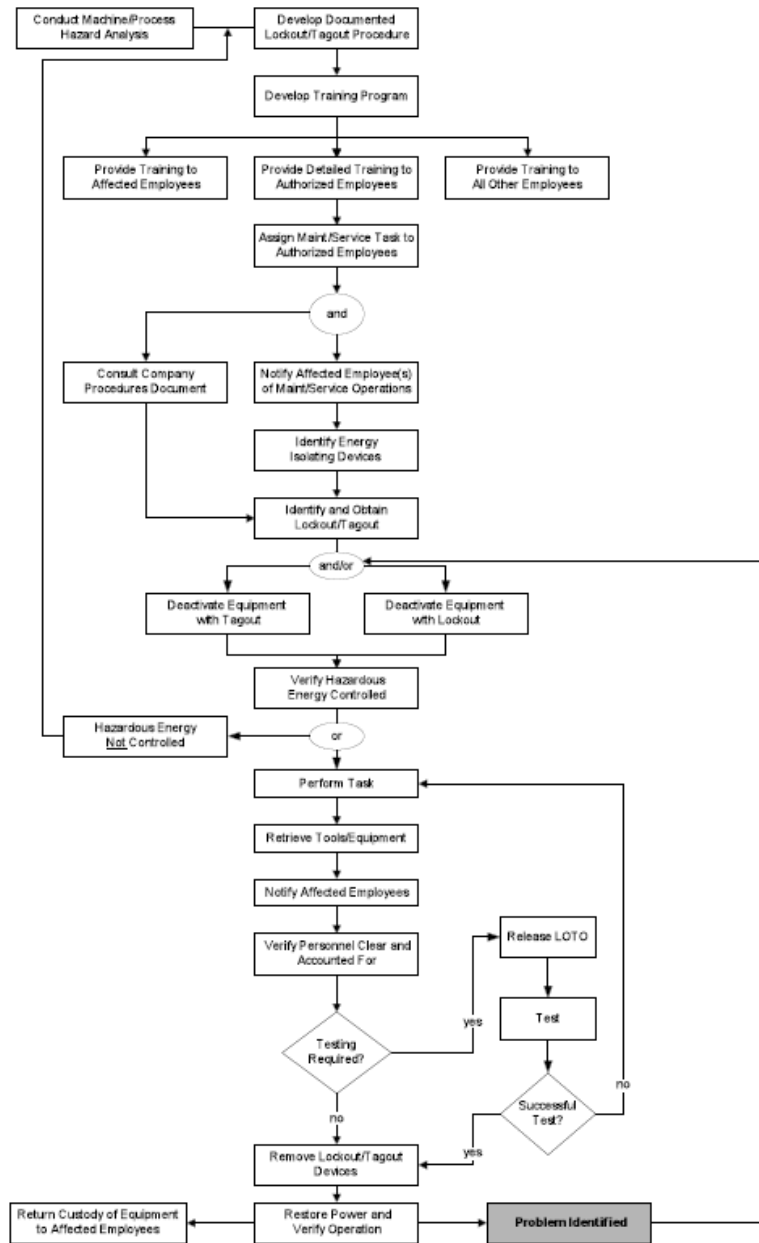 Conduct Machine/Process
Hazard Analysis
Develop Documented
Lockout/Tagout Procedure
Develop Training Program
Provide Training to
Affected Employees
Provide Detailed Training to
Authorized Employees
Provide Training to
All Other Employees
Assign Maint/Service Task to
Authorized Employees
and
Consult Company
Procedures Document
Notify Affected Employee(s)
of Maint/Service Operations
Identify Energy
Isolating Devices
Identify and Obtain
Lockout/Tagout
and/or
Deactivate Equipment
with Tagout
Deactivate Equipment
with Lockout
Verify Hazardous
Energy Controlled
Hazardous Energy
Not Controlled
or
Perform Task
Retrieve Tools/Equipment
Notify Affected Employees
Verify Personnel Clear and
Accounted For
Release LOTO
yes
Test
Testing
Required?
no
Successful
Test?
no
yes
Remove Lockout/Tagout
Devices
Return Custody of Equipment
to Affected Employees
Restore Power and
Verify Operation
Problem Identified